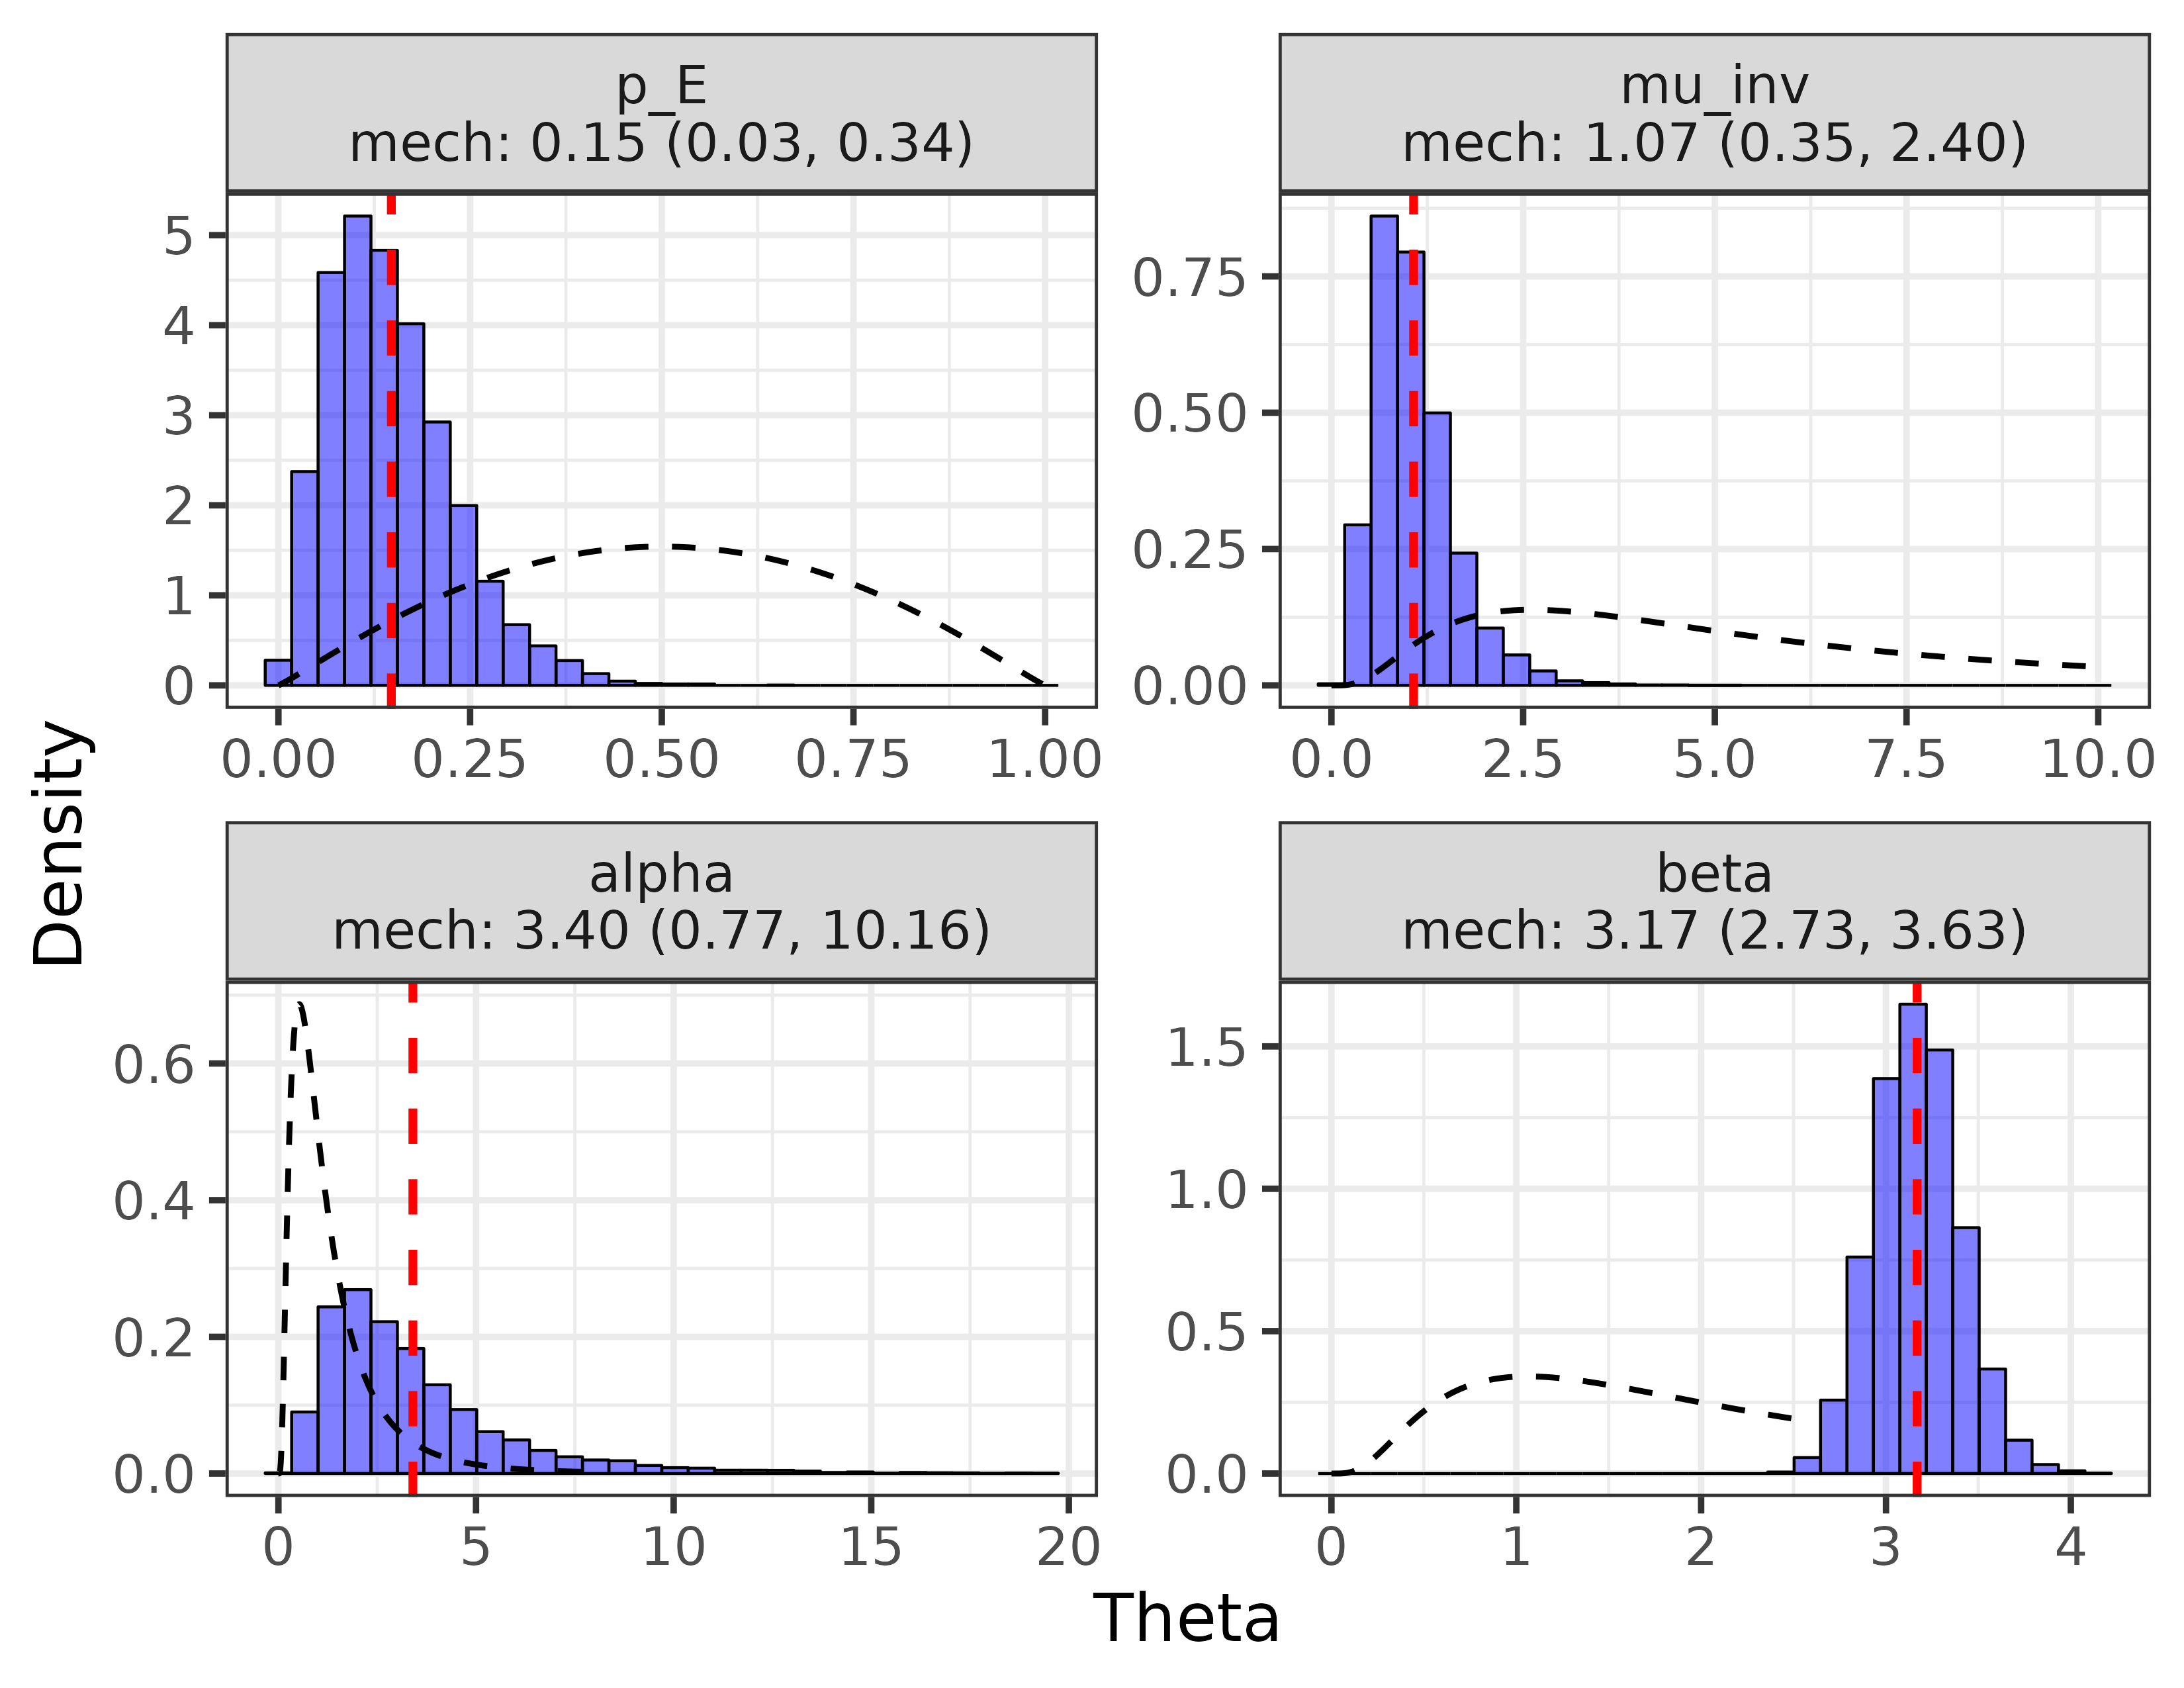 p_E
mech: 0.15 (0.03, 0.34)
mu_inv
mech: 1.07 (0.35, 2.40)
5
4
3
2
1
0
0.00 0.25 0.50 0.75 1.00
0.75
0.50
0.25
0.00
0.0 2.5 5.0 7.5 10.0
Density
alpha
mech: 3.40 (0.77, 10.16)
beta
mech: 3.17 (2.73, 3.63)
0.6
0.4
0.2
0.0
0 5 10 15 20
1.5
1.0
0.5
0.0
0 1 2 3 4
Theta